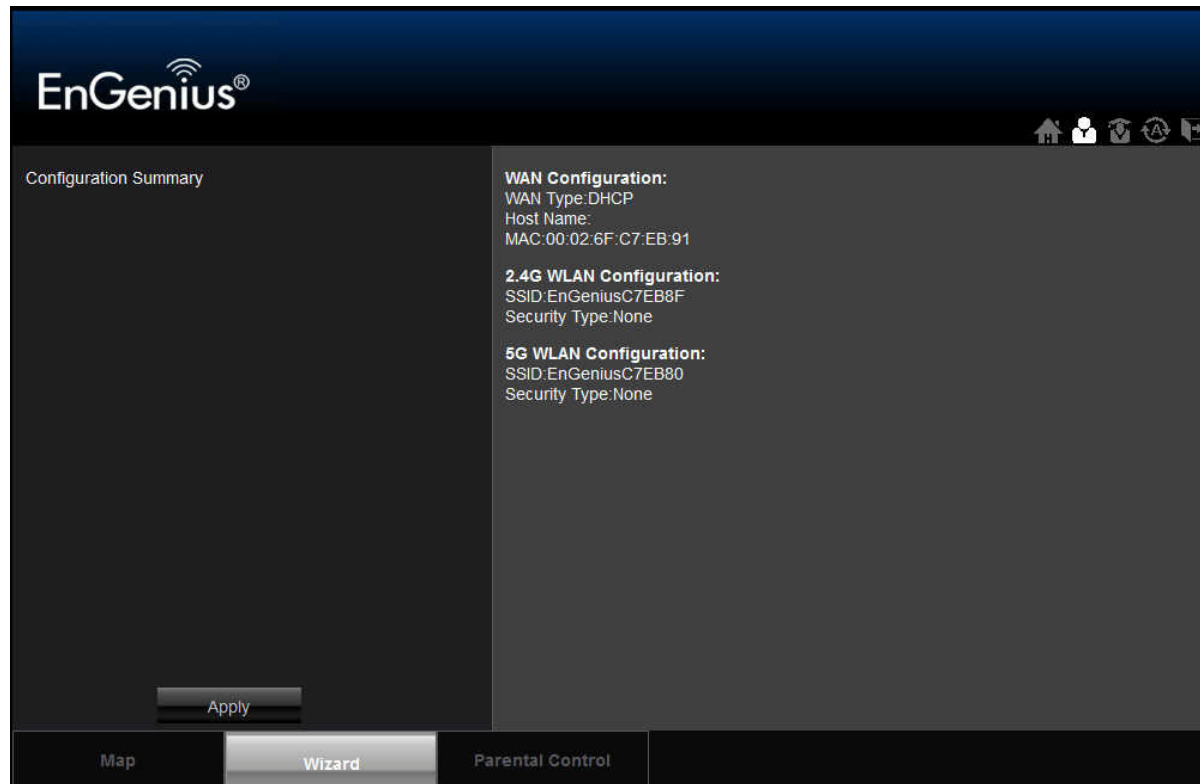 EnGenius®
Configuration Summary
WAN Configuration:
WAN Type:DHCP
Host Name:
MAC:00:02:6F:C7:EB:91
2.4G WLAN Configuration:
SSID:EnGeniusC7EB8F
Security Type:None
5G WLAN Configuration:
SSID:EnGeniusC7EB80
Security Type:None
Apply
Map
Wizard
Parental Control